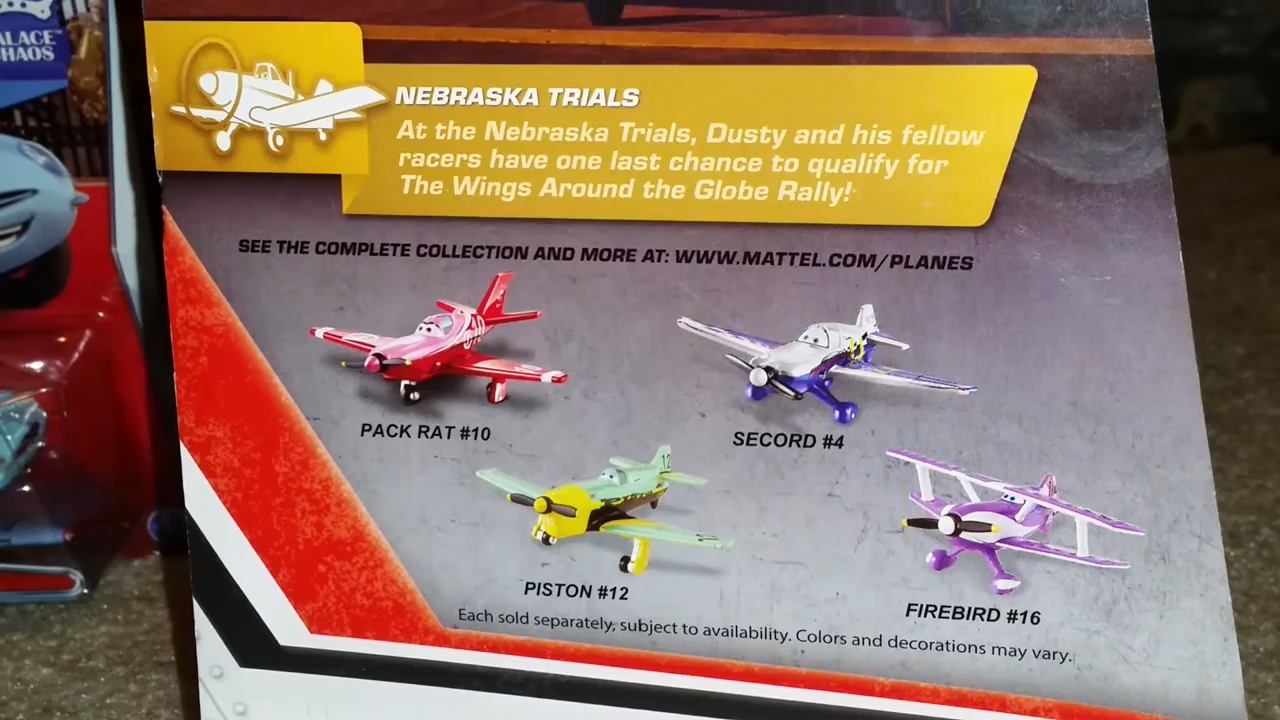 ALACE™
CHAOS
NEBRASKA TRIALS
At the Nebraska Trials, Dusty and his fellow
racers have one last chance to qualify for
The Wings Around the Globe Rally!
SEE THE COMPLETE COLLECTION AND MORE AT: WWW.MATTEL.COM/PLANES
PACK RAT #10
SECORD #4
PISTON #12
FIREBIRD #16
Each sold separately, subject to availability. Colors and decorations may vary.